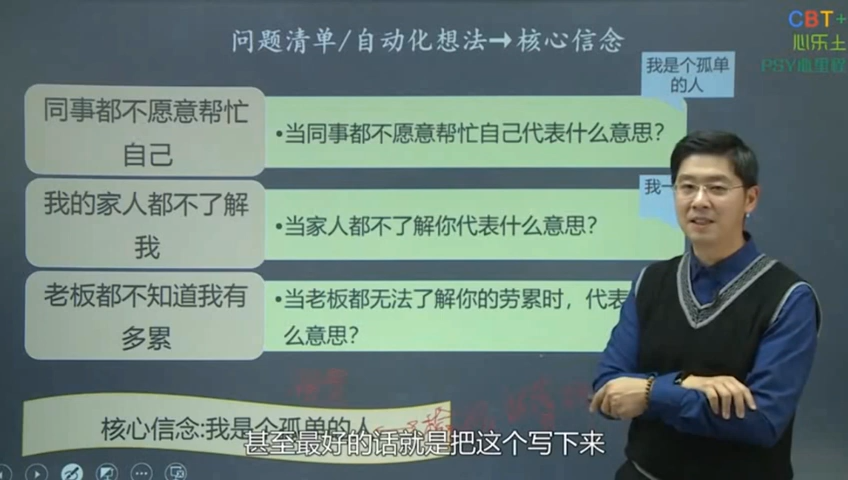 CBT+
心乐土
PSY心里程
问题清单/自动化想法→核心信念
我是个孤单
的人
同事都不愿意帮忙
自己
•当同事都不愿意帮忙自己代表什么意思?
我的家人都不了解
我
•当家人都不了解你代表什么意思?
我一
老板都不知道我有
多累
•当老板都无法了解你的劳累时，代表
么意思?
核心信念:我是个孤单的人
甚至最好的话就是把这个写下来